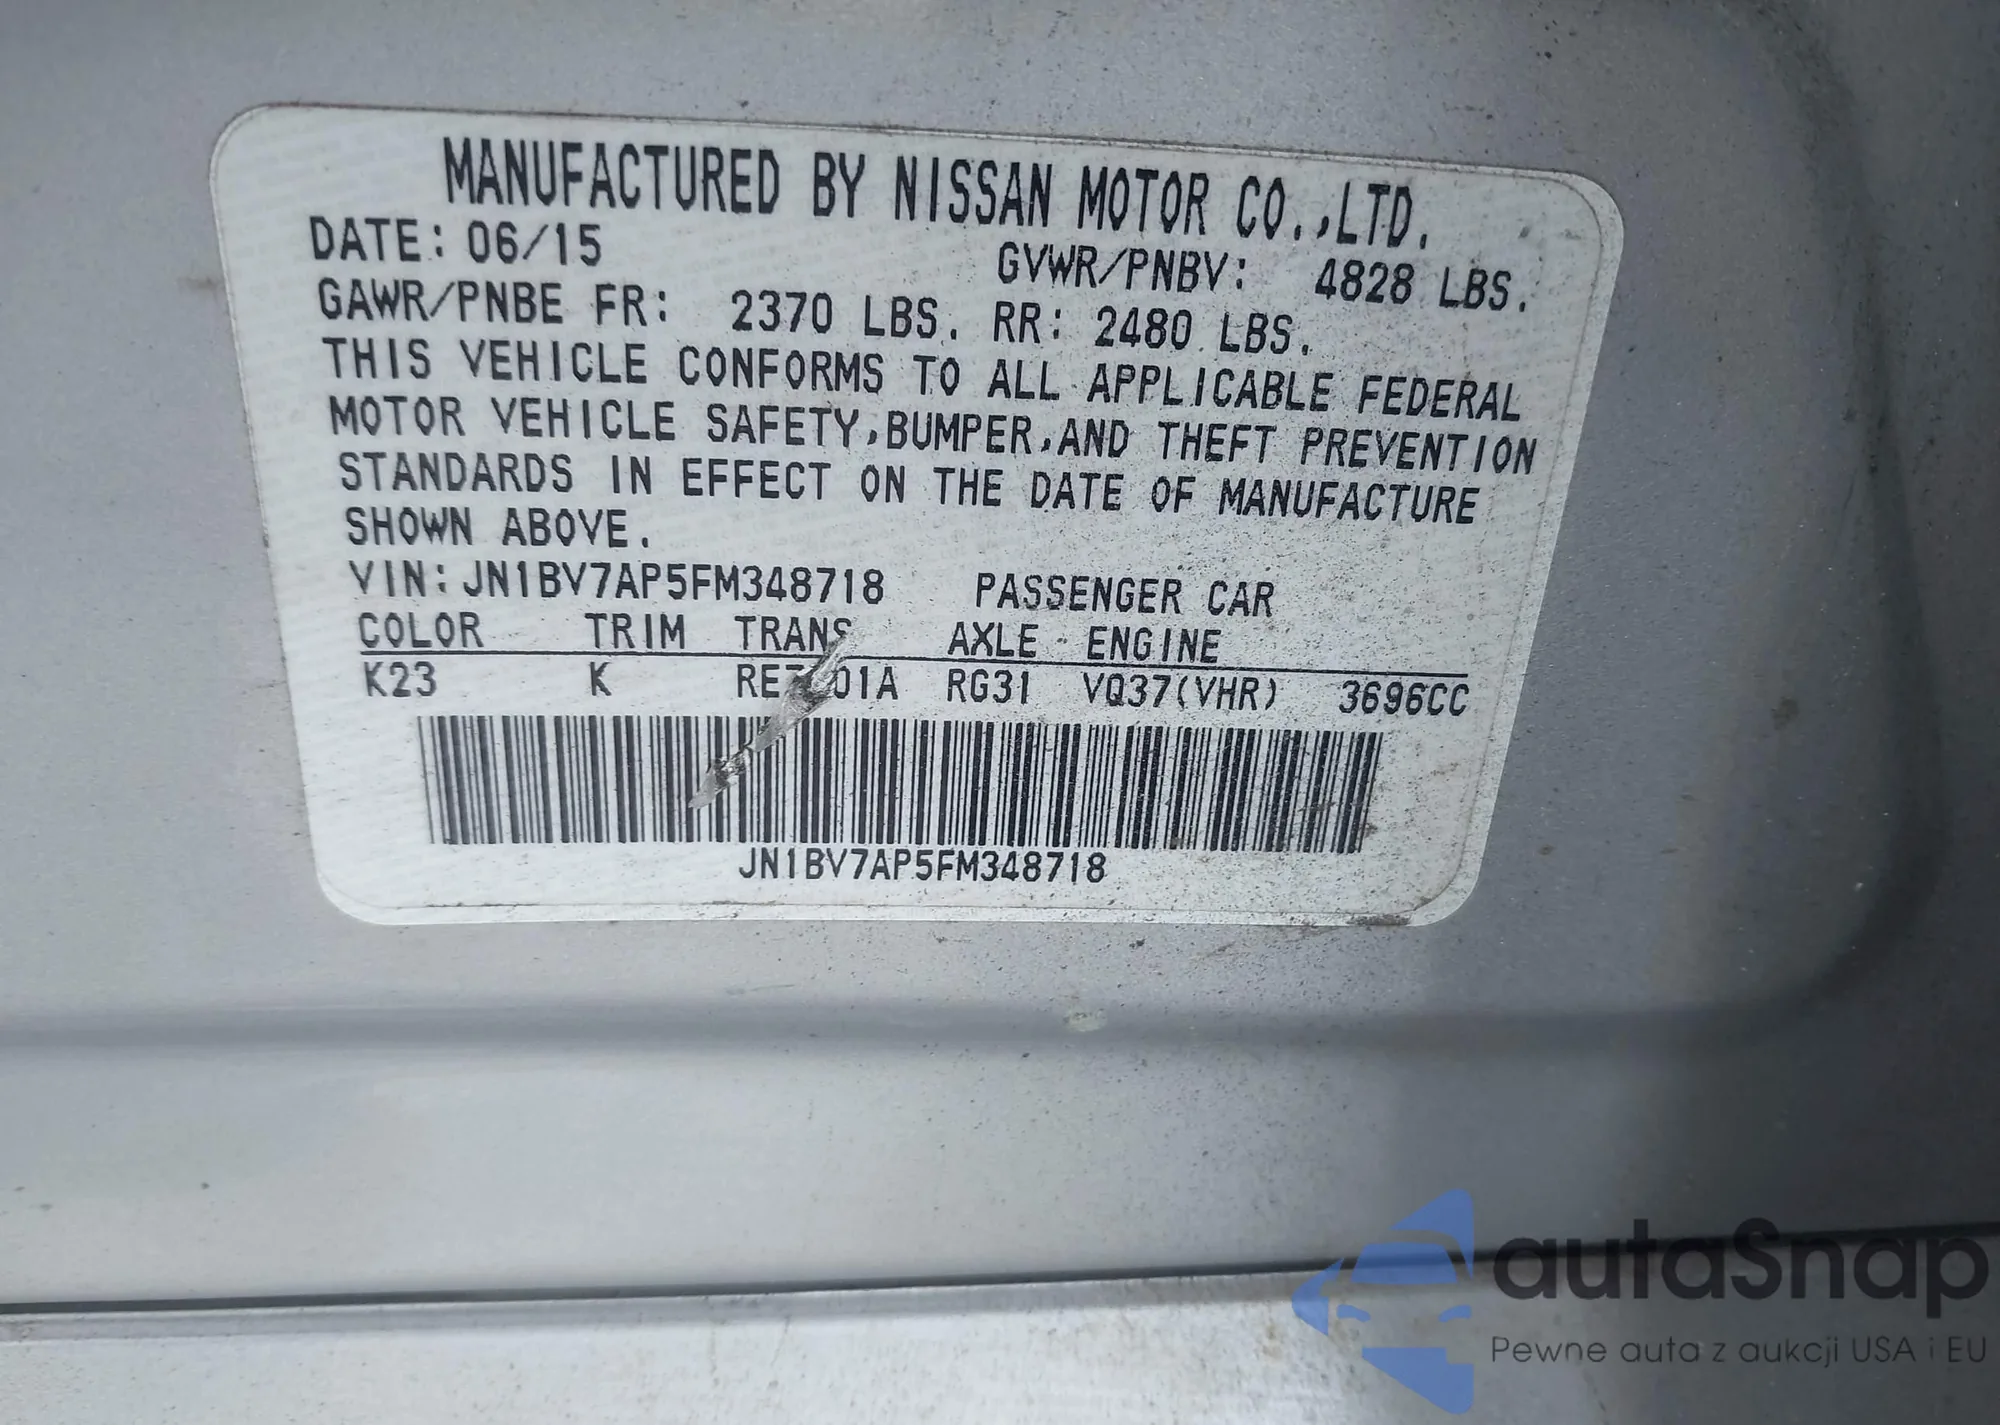 MANUFACTURED BY NISSAN MOTOR CO.,LTD.
DATE: 06/15 GVWR/PNBV: 4828 LBS.
GAWR/PNBE FR: 2370 LBS. RR: 2480 LBS.
THIS VEHICLE CONFORMS TO ALL APPLICABLE FEDERAL
MOTOR VEHICLE SAFETY,BUMPER,AND THEFT PREVENTION
STANDARDS IN EFFECT ON THE DATE OF MANUFACTURE
SHOWN ABOVE.
VIN:JN1BV7AP5FM348718 PASSENGER CAR
COLOR TRIM TRANS AXLE ENGINE
K23 K RG31 VQ37(VHR) 3696CC
JN1BV7AP5FM348718
autaSnap
Pewne auta z aukcji USA i EU